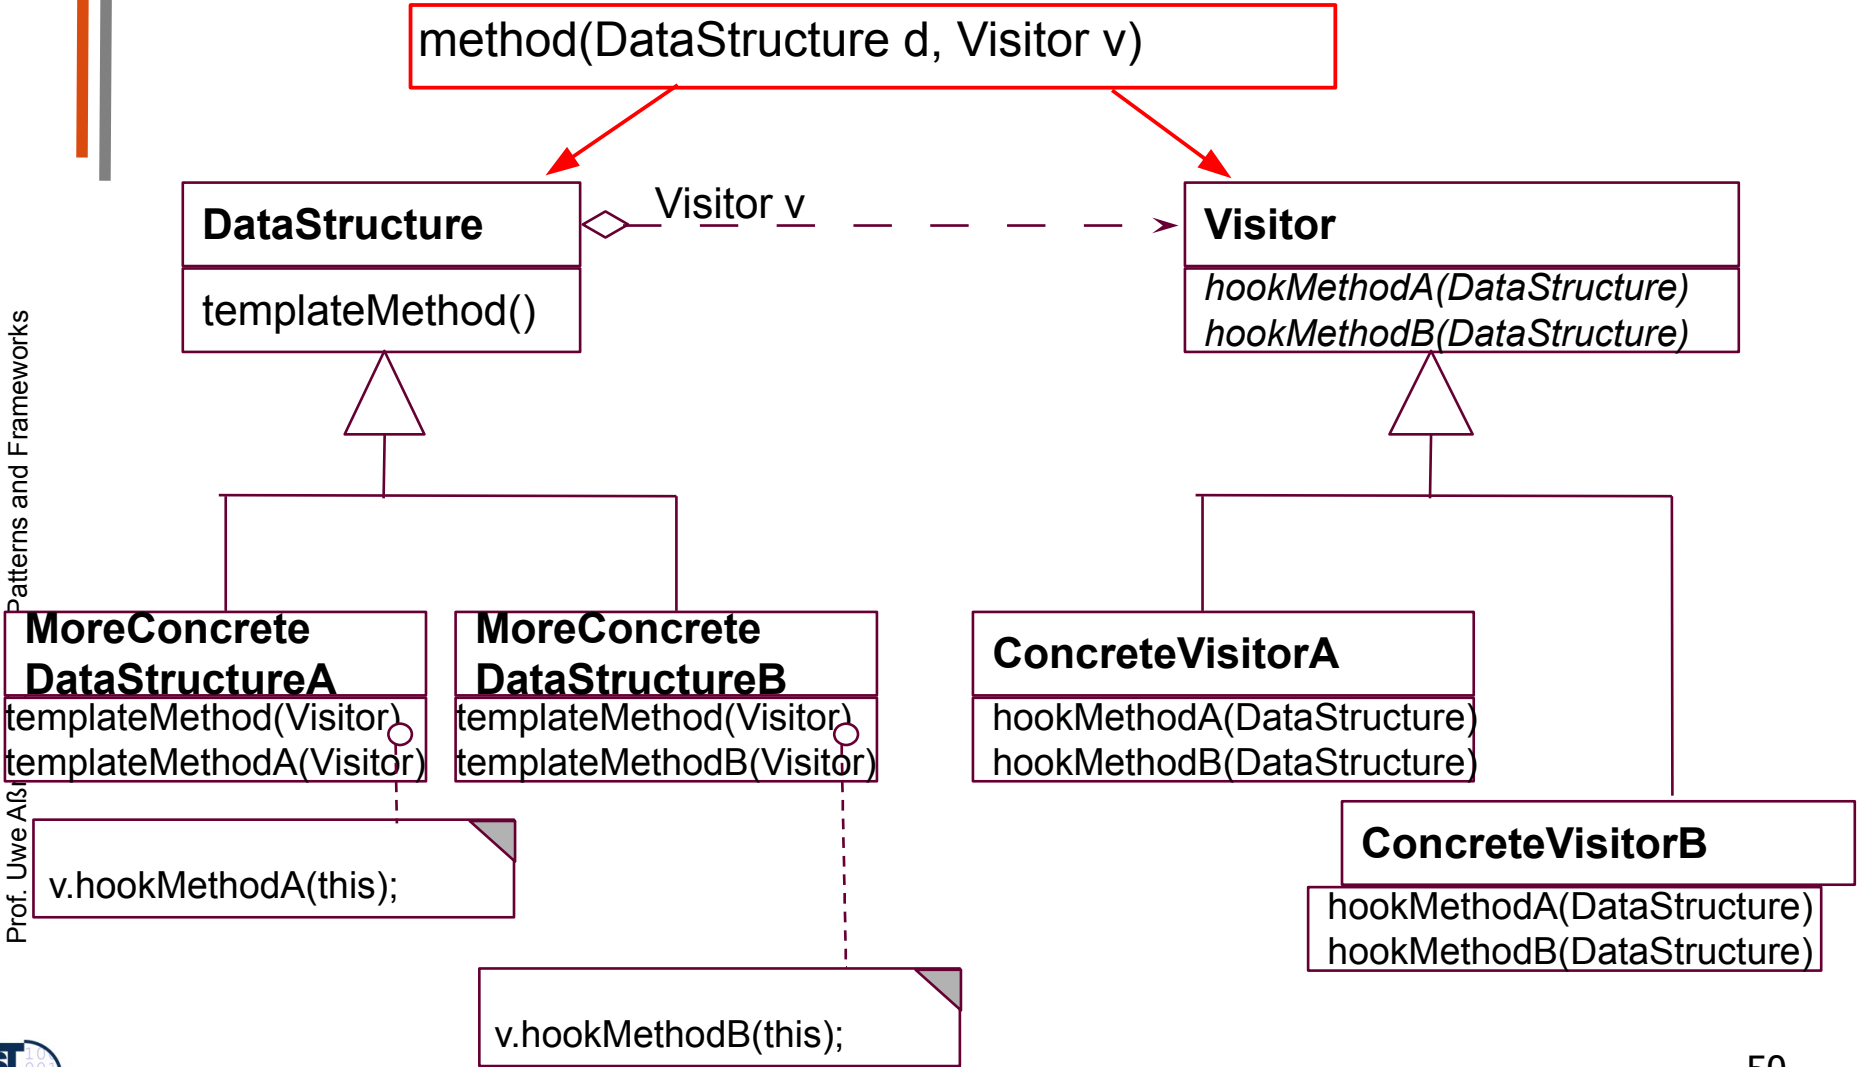 method(DataStructure d, Visitor v)
Visitor v
DataStructure
templateMethod()
Visitor
hookMethodA(DataStructure)
hookMethodB(DataStructure)
MoreConcrete
DataStructureA
templateMethod(Visitor)
templateMethodA(Visitor)
MoreConcrete
DataStructureB
templateMethod(Visitor)
templateMethodB(Visitor)
ConcreteVisitorA
hookMethodA(DataStructure)
hookMethodB(DataStructure)
ConcreteVisitorB
hookMethodA(DataStructure)
hookMethodB(DataStructure)
v.hookMethodA(this);
v.hookMethodB(this);
Prof. Uwe Patterns and Frameworks